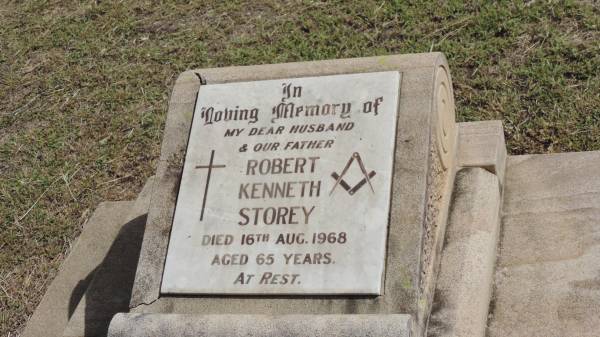 In
Loving Memory of
MY DEAR HUSBAND
& OUR FATHER
ROBERT
KENNETH
STOREY
DIED 16TH AUG. 1968
AGED 65 YEARS.
AT REST.